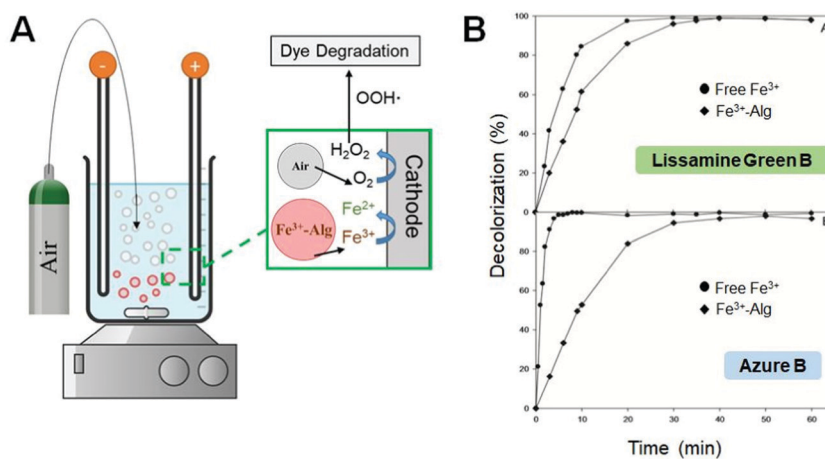 A
-
+
Air
Dye Degradation
OOH·
H₂O₂
Air
O₂
Fe²⁺
Fe³⁺-Alg
Fe³⁺
Cathode
B
Decolorization (%)
100
80
60
40
20
0
A
Free Fe³⁺
Fe³⁺-Alg
Lissamine Green B
100
80
60
40
20
0
Free Fe³⁺
Fe³⁺-Alg
Azure B
0 10 20 30 40 50 60
Time (min)